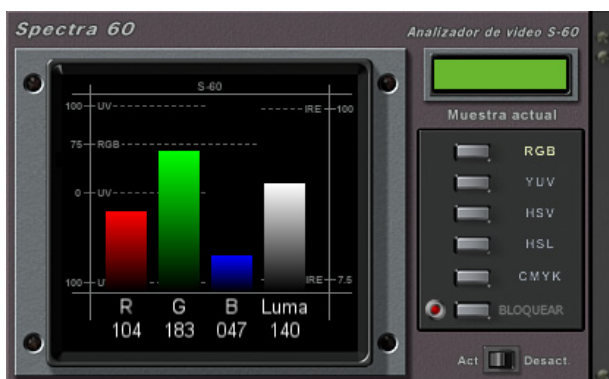 Spectra 60
Analizador de video S-60
S-60
100 UV
IRE 100
75 RGB
0 UV
100 U
IRE 7.5
R G B Luma
104 183 047 140
Muestra actual
RGB
YUV
HSV
HSL
CMYK
BLOQUEAR
Act Desact.